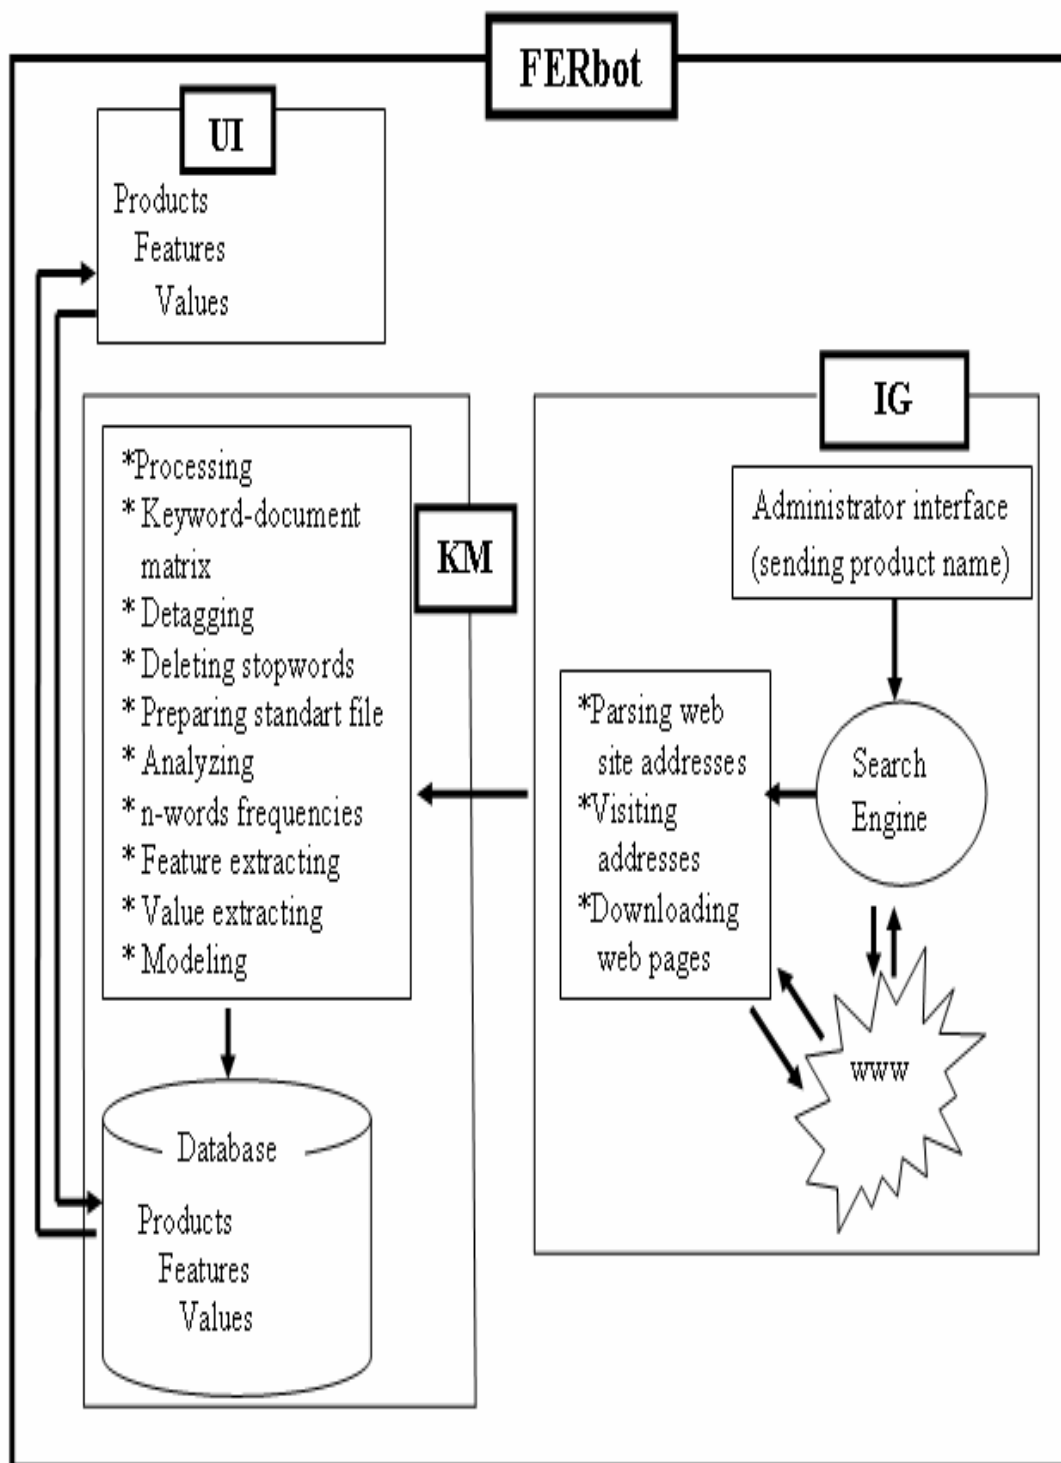 FERbot
UI
Products
Features
Values
KM
*Processing
* Keyword-document
matrix
* Detagging
* Deleting stopwords
* Preparing standart file
* Analyzing
* n-words frequencies
* Feature extracting
* Value extracting
* Modeling
Database
Products
Features
Values
IG
Administrator interface
(sending product name)
Search
Engine
*Parsing web
site addresses
*Visiting
addresses
*Downloading
web pages
www